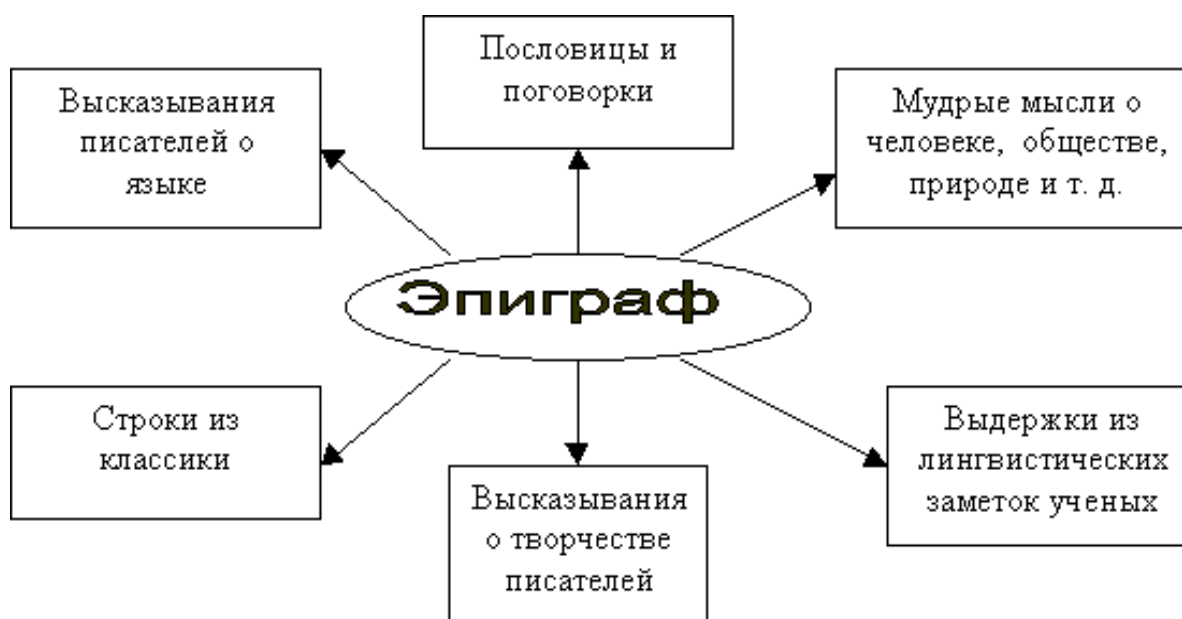 Пословицы и
поговорки
Высказывания
писателей о
языке
Мудрые мысли о
человеке, обществе,
природе и т. д.
Эпиграф
Строки из
классики
Высказывания
о творчестве
писателей
Выдержки из
лингвистических
заметок ученых